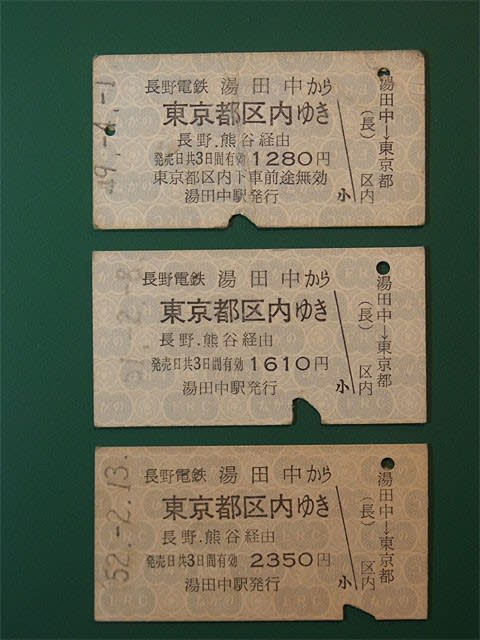 49.-4.-1
長野電鉄 湯田中から
東京都区内ゆき
長野.熊谷経由
発売日共3日間有効 1280円
東京都区内下車前途無効
湯田中駅発行
小
湯田中→東京都
区内
(長)
51.-2.-8
長野電鉄 湯田中から
東京都区内ゆき
長野.熊谷経由
発売日共3日間有効 1610円
湯田中駅発行
小
湯田中→東京都
区内
(長)
52.-2.13.
長野電鉄 湯田中から
東京都区内ゆき
長野.熊谷経由
発売日共3日間有効 2350円
湯田中駅発行
小
湯田中→東京都
区内
(長)